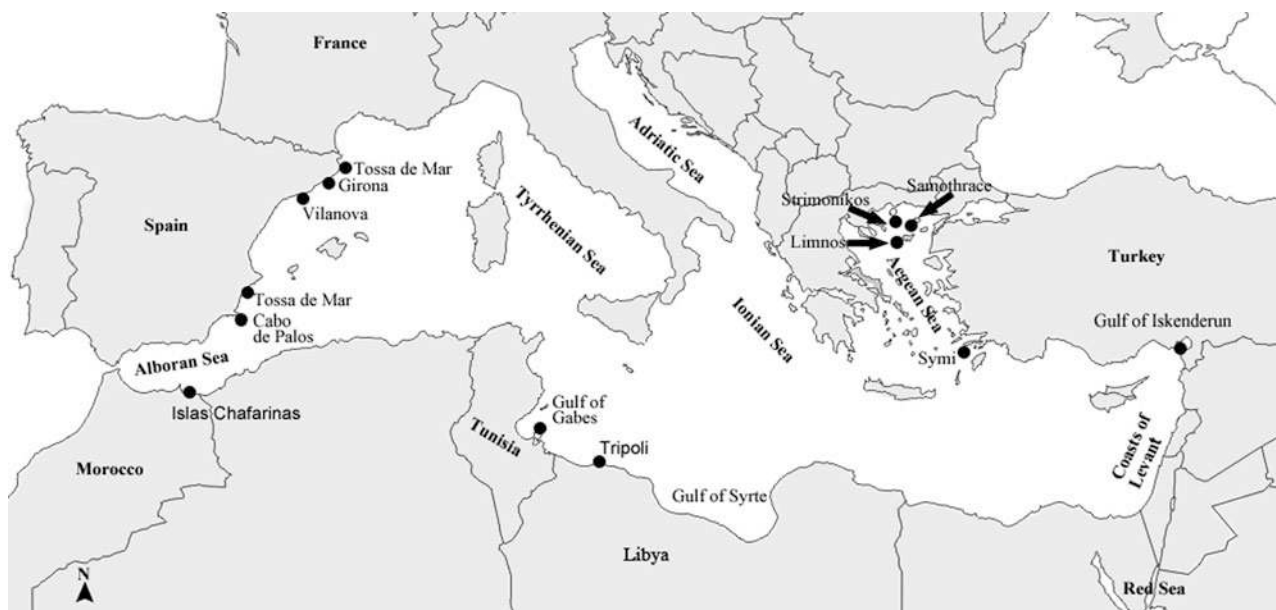 France
Adriatic Sea
Tossa de Mar
Girona
Samothrace
Strimonikos
Vilanova
Spain
Tyrrhenian Sea
Limnos
Turkey
Aegean Sea
Tossa de Mar
Cabo
de Palos
Ionian Sea
Gulf of Iskenderun
Alboran Sea
Symi
Islas Chafarinas
Gulf of
Gabes
Tunisia
Tripoli
Coasts of
Levant
Morocco
Gulf of Syrte
Libya
N
Red Sea